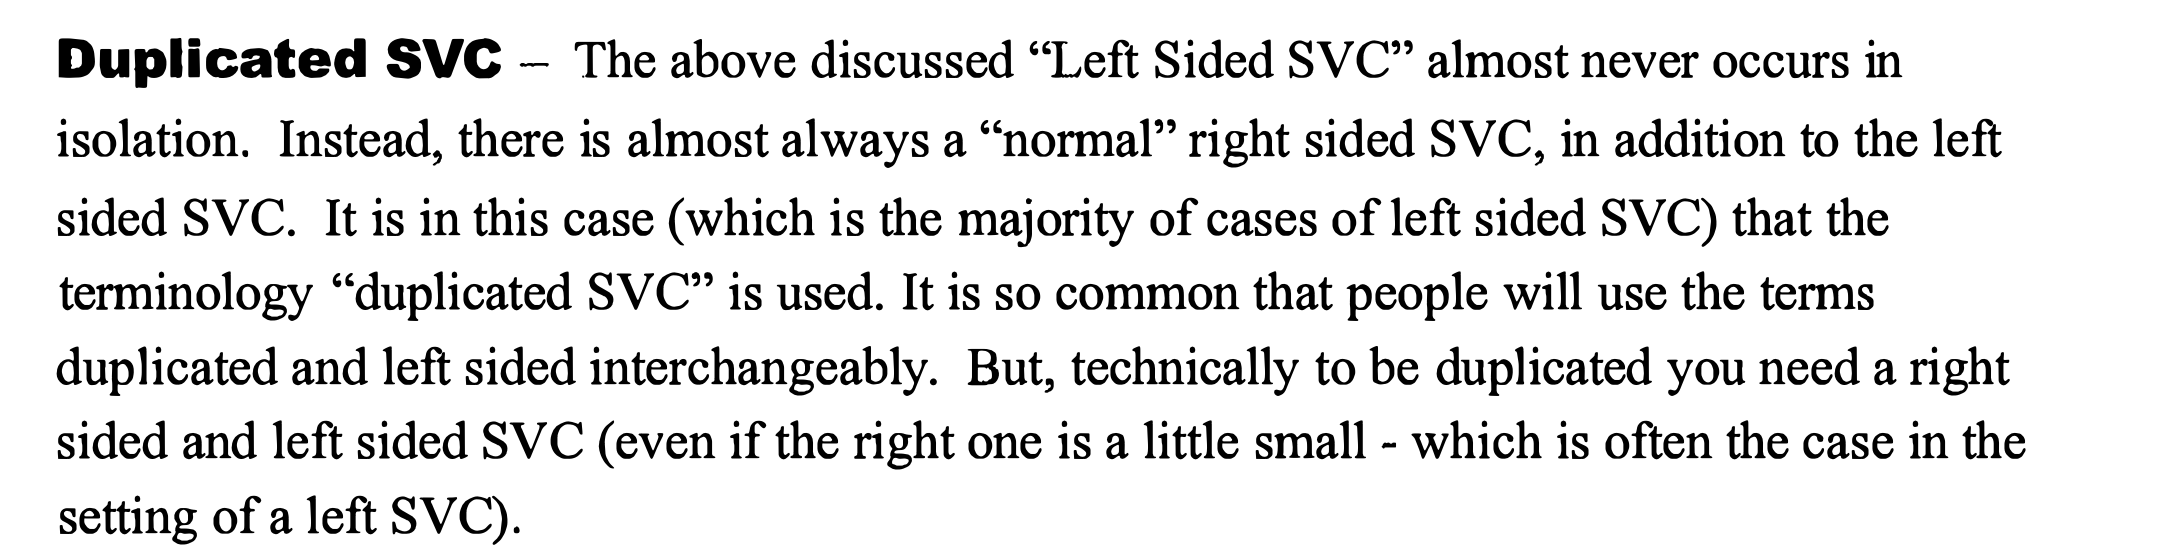 Duplicated SVC – The above discussed “Left Sided SVC” almost never occurs in
isolation. Instead, there is almost always a “normal” right sided SVC, in addition to the left
sided SVC. It is in this case (which is the majority of cases of left sided SVC) that the
terminology “duplicated SVC” is used. It is so common that people will use the terms
duplicated and left sided interchangeably. But, technically to be duplicated you need a right
sided and left sided SVC (even if the right one is a little small - which is often the case in the
setting of a left SVC).